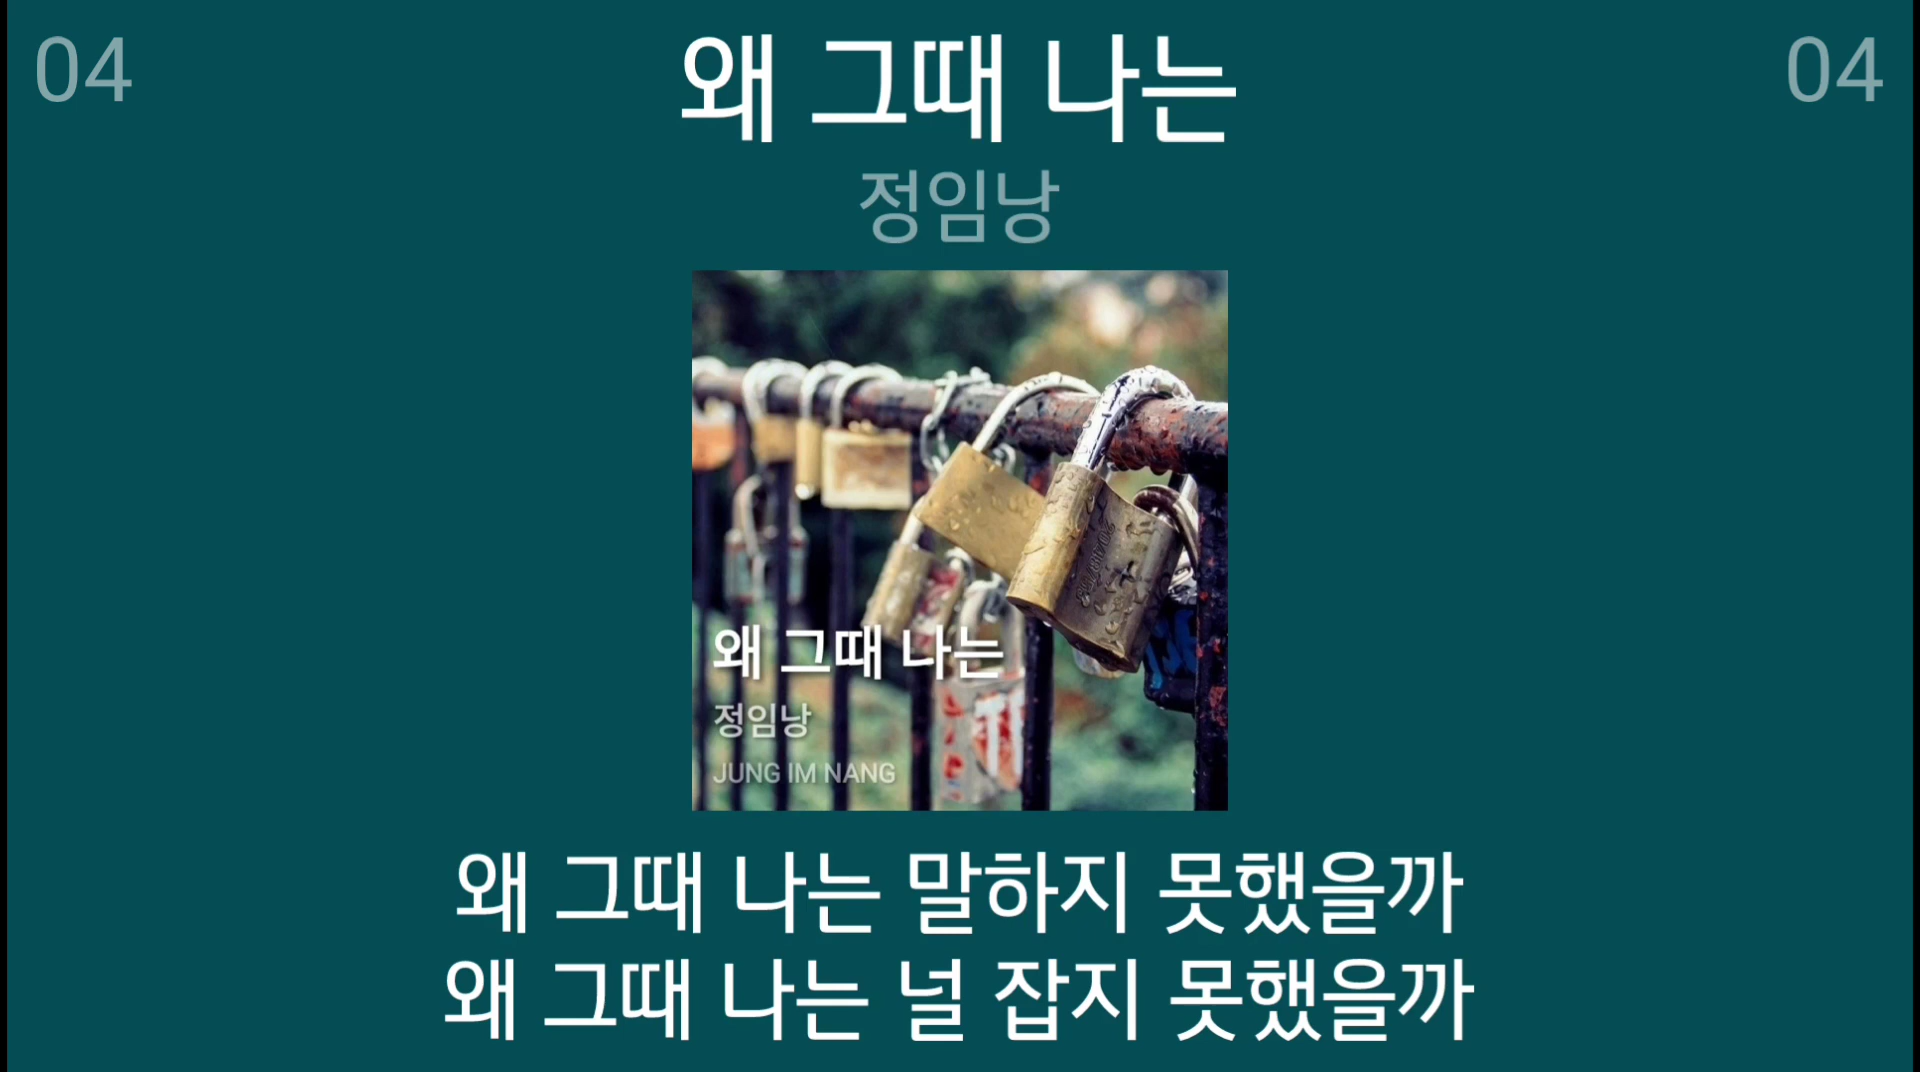 04
왜 그때 나는
04
정임낭
왜 그때 나는
정임낭
JUNG IM NANG
왜 그때 나는 말하지 못했을까
왜 그때 나는 널 잡지 못했을까